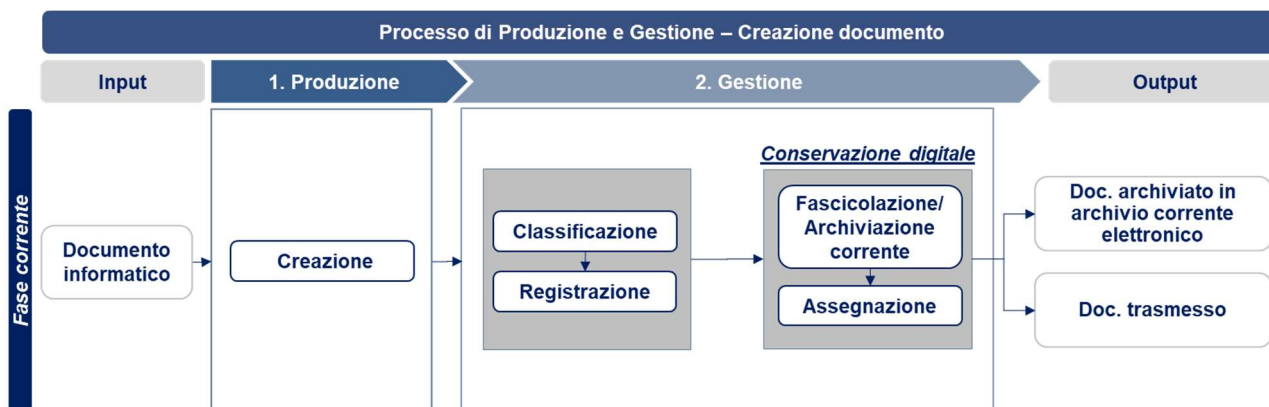 Processo di Produzione e Gestione – Creazione documento
Input
1. Produzione
2. Gestione
Output
Fase corrente
Documento
informatico
Creazione
Classificazione
Registrazione
Conservazione digitale
Fascicolazione/
Archiviazione
corrente
Assegnazione
Doc. archiviato in
archivio corrente
elettronico
Doc. trasmesso